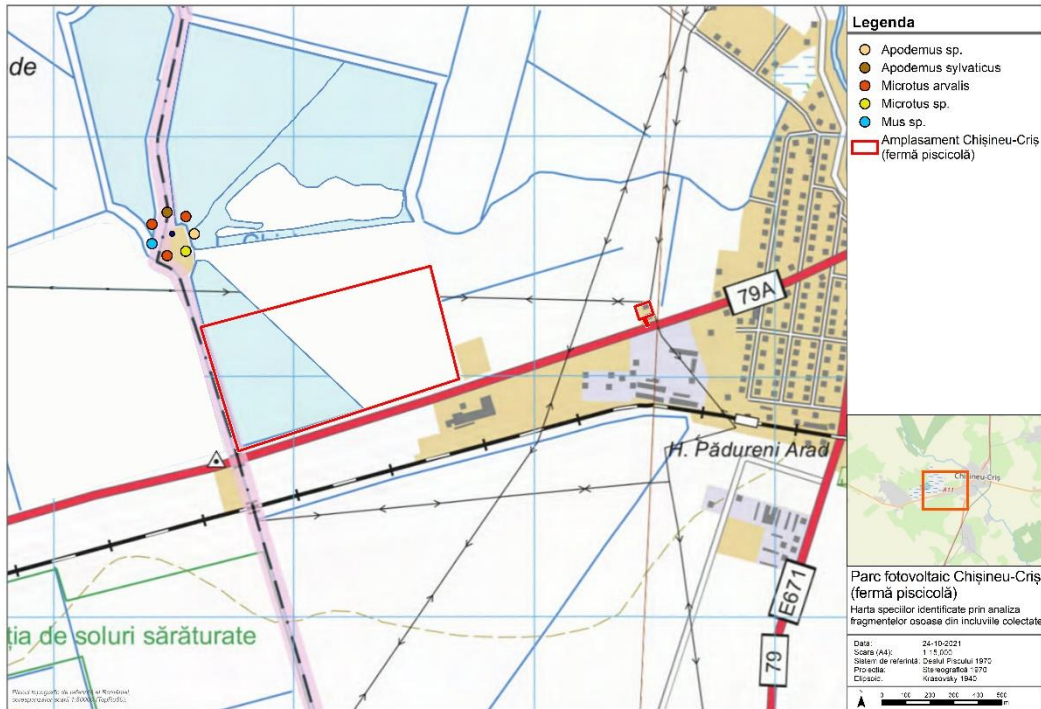 de
79A
H. Pădureni Arad
E671
79
ția de soluri sărăturate
Legenda
Apodemus sp.
Apodemus sylvaticus
Microtus arvalis
Microtus sp.
Mus sp.
Amplasament Chișineu-Criș
(fermă piscicolă)
Chișineu-Criș
Parc fotovoltaic Chișineu-Criș
(fermă piscicolă)
Harta speciilor identificate prin analiza
fragmentelor osoase din ingluviile colectate
Data: 24-10-2021
Scara (A4): 1:15,000
Sistem de referință: Dealul Piscului 1970
Proiecția: Stereografică 1970
Elipsoid: Krasovsky 1940
0 100 200 300 400 500
m